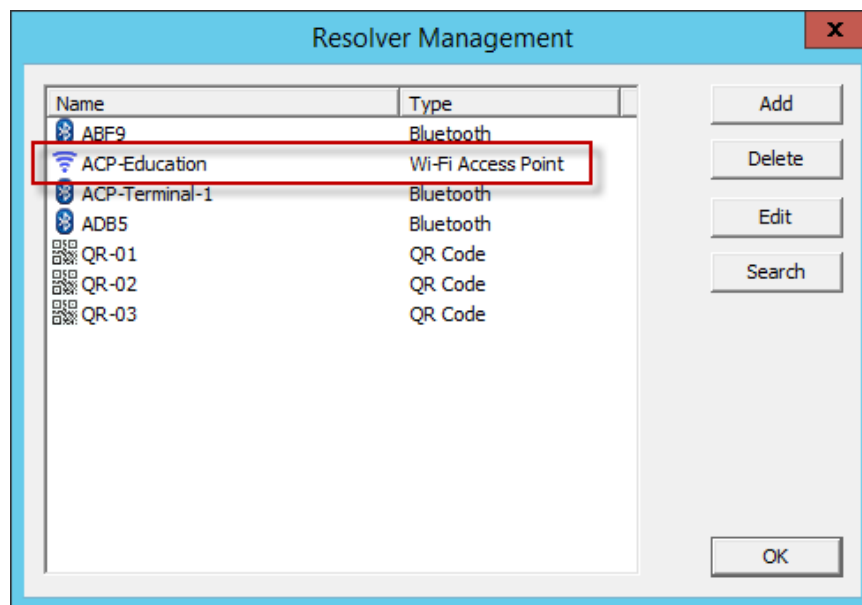 Resolver Management
x
Name Type
ABF9 Bluetooth
ACP-Education Wi-Fi Access Point
ACP-Terminal-1 Bluetooth
ADB5 Bluetooth
QR-01 QR Code
QR-02 QR Code
QR-03 QR Code
Add
Delete
Edit
Search
OK